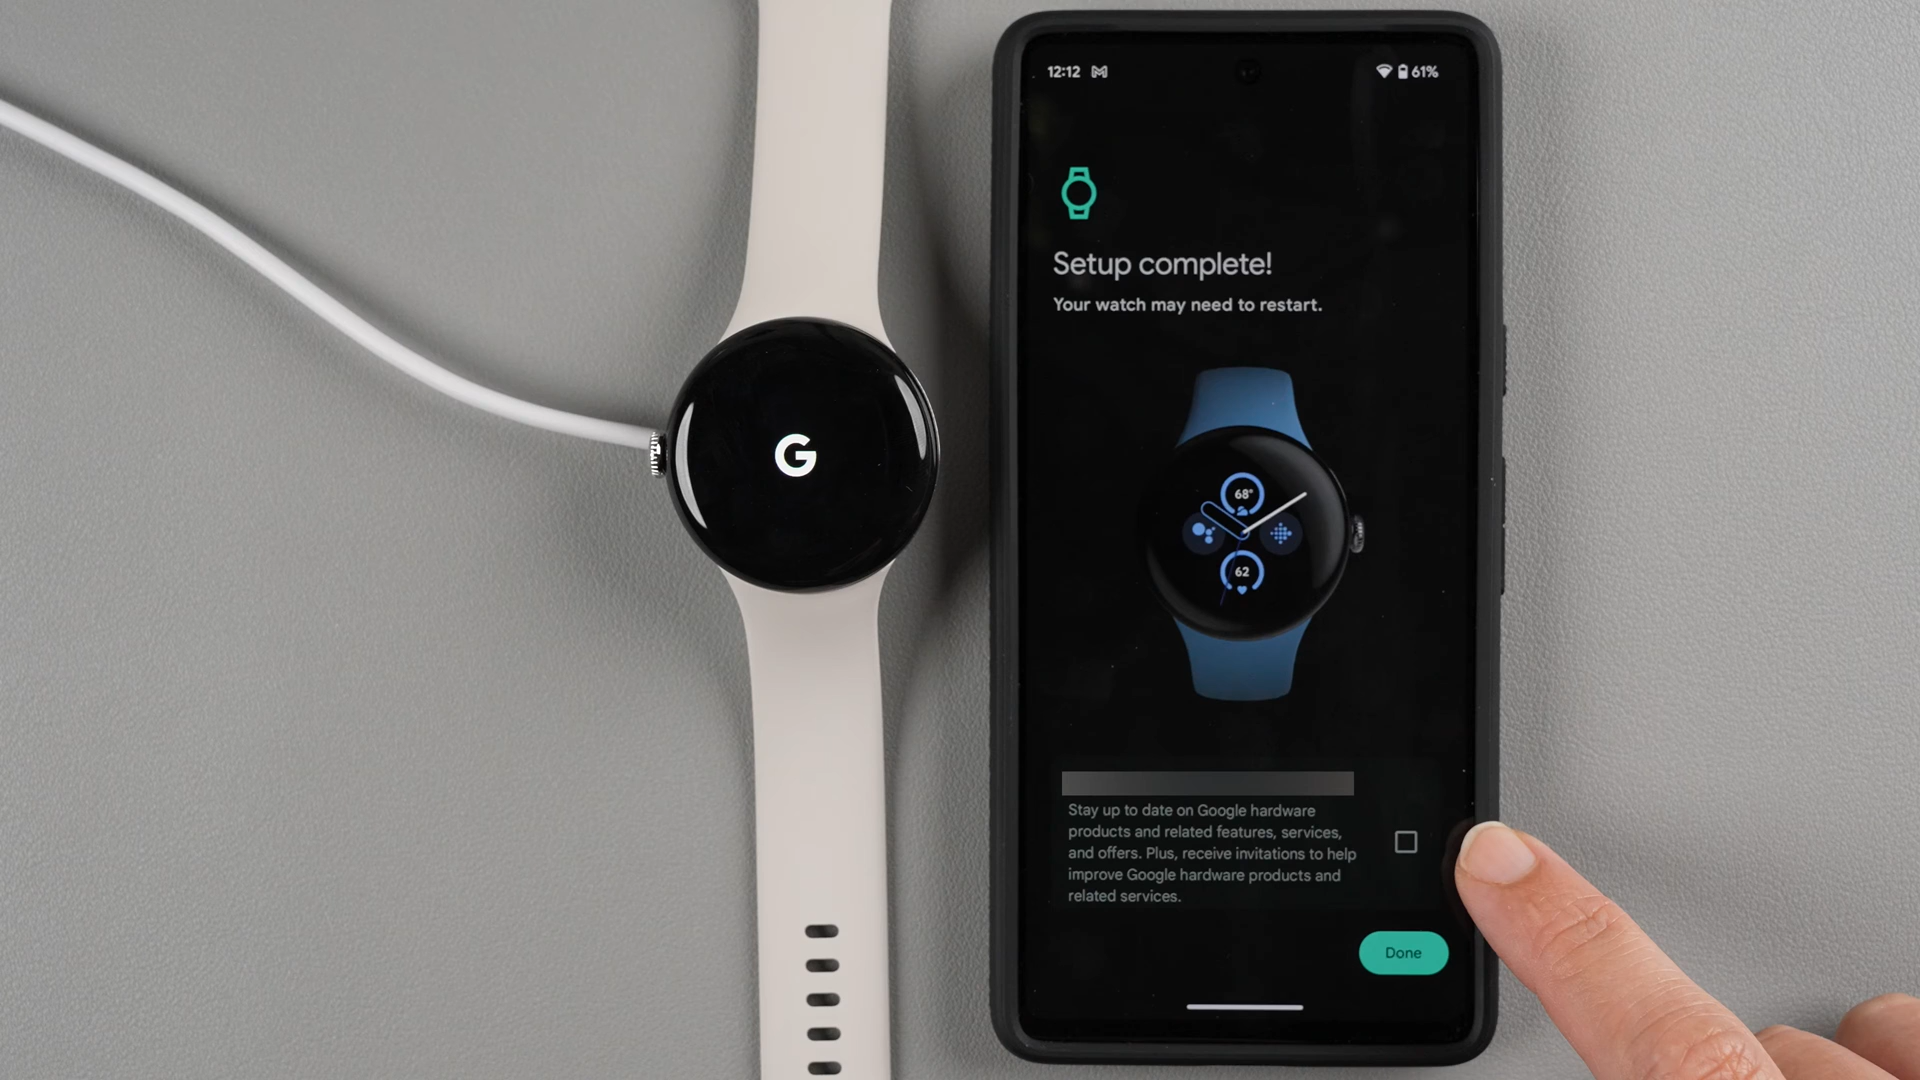 12:12
61%
Setup complete!
Your watch may need to restart.
G
68°
62
Stay up to date on Google hardware
products and related features, services,
and offers. Plus, receive invitations to help
improve Google hardware products and
related services.
Done